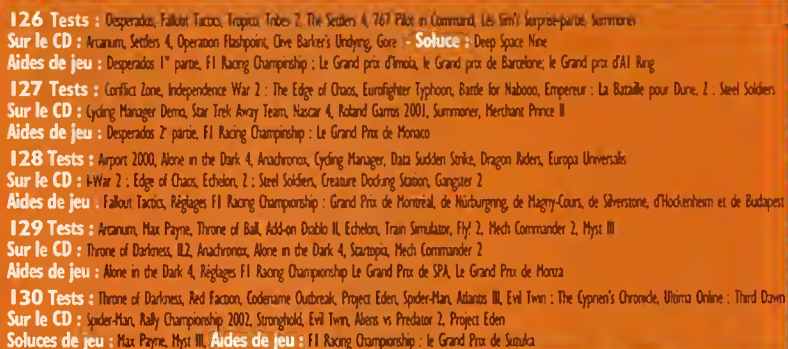 126 Tests : Desperados, Fallout Tactics, Tropico, Tribes 2, The Settlers 4, 767 Pilot in Command, Les Sim's Surprise-partie, Summoner
Sur le CD : Arcanum, Settlers 4, Operation Flashpoint, Clive Barker's Undying, Gore - Soluce : Deep Space Nine
Aides de jeu : Desperados 1° partie, F1 Racing Champinship : Le Grand prix d'Imola, le Grand prix de Barcelone; le Grand prix d'A1 Ring
127 Tests : Conflict Zone, Independence War 2 : The Edge of Chaos, Eurofighter Typhoon, Battle for Nabooo, Empereur : La Bataille pour Dune, Z : Steel Soldiers
Sur le CD : Cycling Manager Demo, Star Trek Away Team, Nascar 4, Roland Garros 2001, Summoner, Merchant Prince II
Aides de jeu : Desperados 2° partie, F1 Racing Champinship : Le Grand Prix de Monaco
128 Tests : Airport 2000, Alone in the Dark 4, Anachronox, Cycling Manager, Data Sudden Strike, Dragon Riders, Europa Universalis
Sur le CD : I-War 2 : Edge of Chaos, Echelon, Z : Steel Soldiers, Creature Docking Station, Gangster 2
Aides de jeu : Fallout Tactics, Réglages F1 Racing Championship : Grand Prix de Montréal, de Nürburgring, de Magny-Cours, de Silverstone, d'Hockenheim et de Budapest
129 Tests : Arcanum, Max Payne, Throne of Ball, Add-on Diablo II, Echelon, Train Simulator, Fly! 2, Mech Commander 2, Myst III
Sur le CD : Throne of Darkness, IL2, Anachronox, Alone in the Dark 4, Startopia, Mech Commander 2
Aides de jeu : Alone in the Dark 4, Réglages F1 Racing Championship Le Grand Prix de SPA, Le Grand Prix de Monza
130 Tests : Throne of Darkness, Red Faction, Codename Outbreak, Project Eden, Spider-Man, Atlantis III, Evil Twin : The Cyprien's Chronicle, Ultima Online : Third Dawn
Sur le CD : Spider-Man, Rally Championship 2002, Stronghold, Evil Twin, Aliens vs Predator 2, Project Eden
Soluces de jeu : Max Payne, Myst III, Aides de jeu : F1 Racing Championship : le Grand Prix de Suzuka